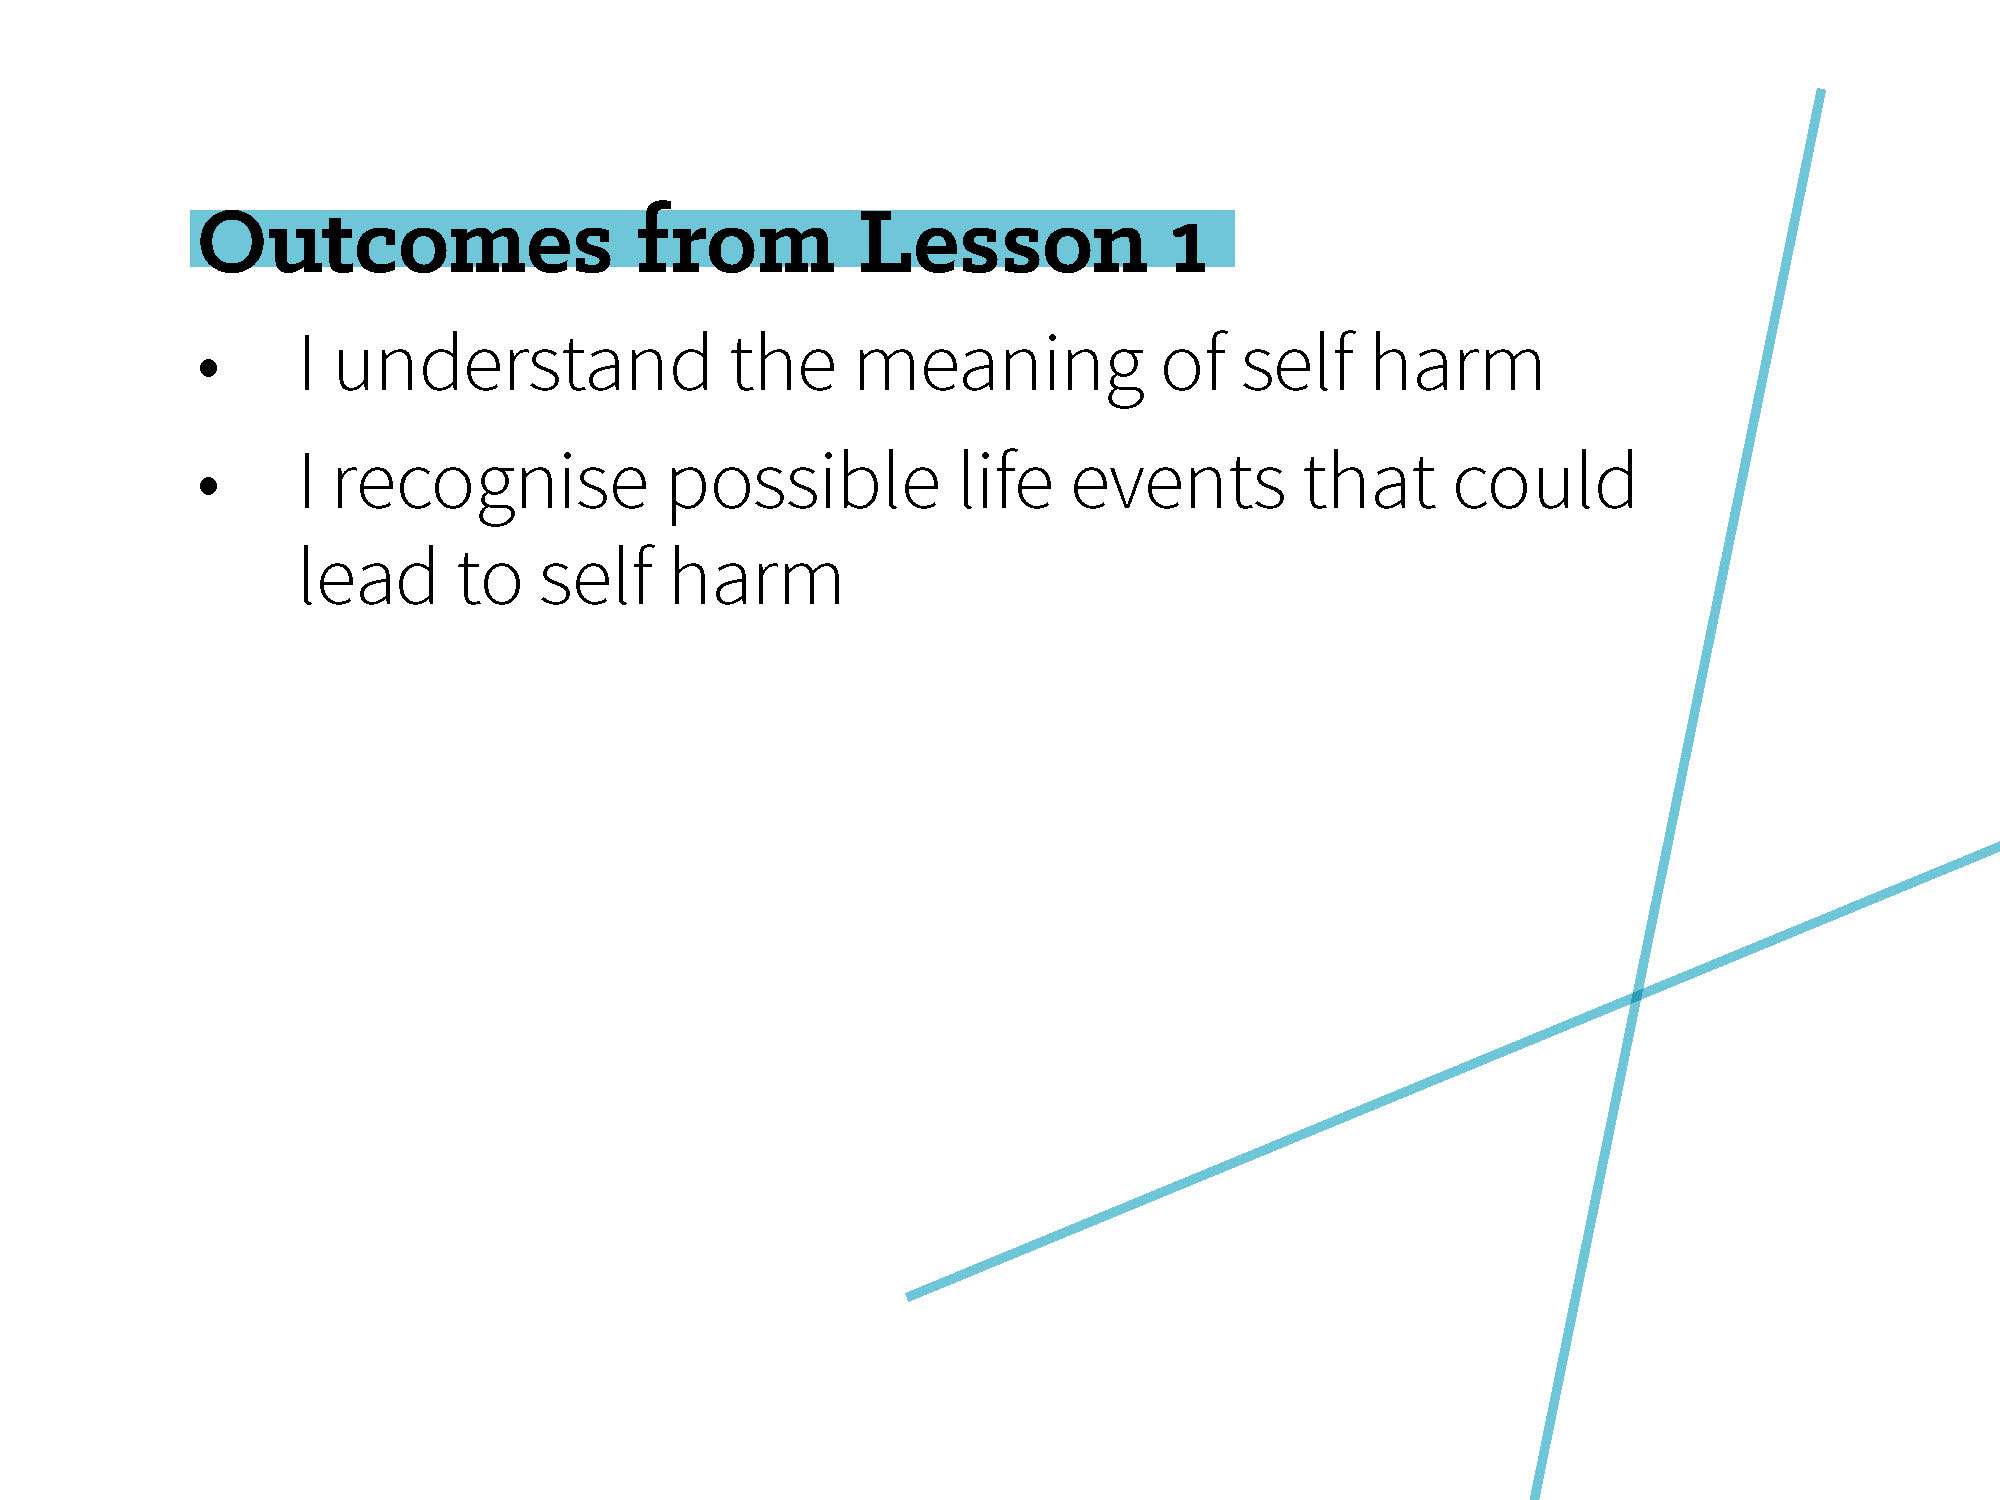 Outcomes from Lesson 1
• I understand the meaning of self harm
• I recognise possible life events that could
lead to self harm